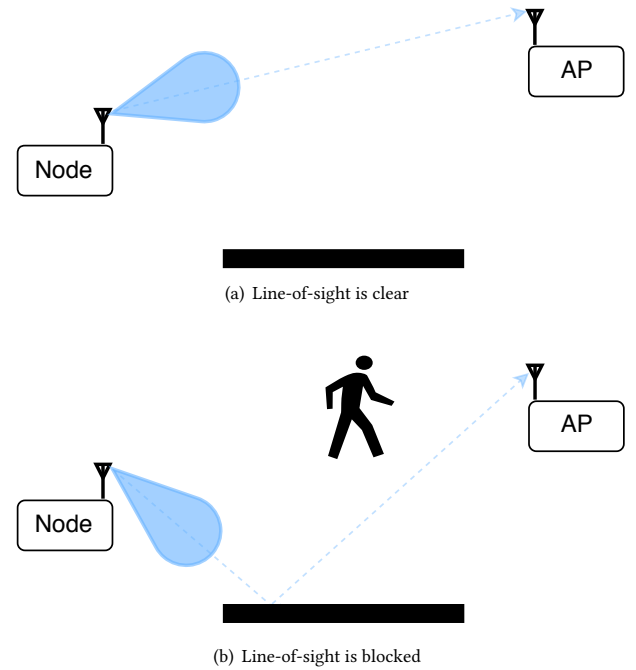 AP
Node
(a) Line-of-sight is clear
AP
Node
(b) Line-of-sight is blocked